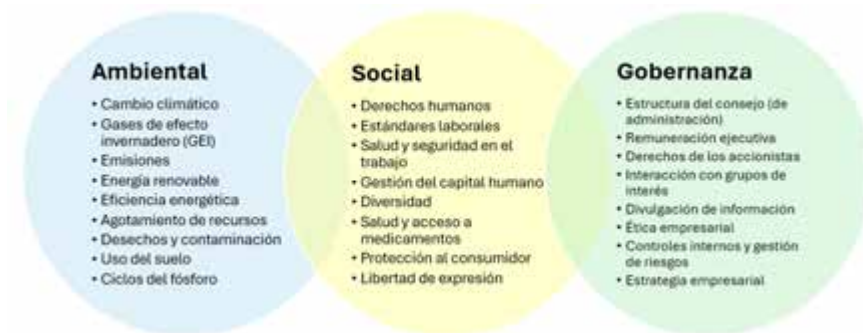 Ambiental
• Cambio climático
• Gases de efecto
invernadero (GEI)
• Emisiones
• Energía renovable
• Eficiencia energética
• Agotamiento de recursos
• Desechos y contaminación
• Uso del suelo
• Ciclos del fósforo
Social
• Derechos humanos
• Estándares laborales
• Salud y seguridad en el
trabajo
• Gestión del capital humano
• Diversidad
• Salud y acceso a
medicamentos
• Protección al consumidor
• Libertad de expresión
Gobernanza
• Estructura del consejo (de
administración)
• Remuneración ejecutiva
• Derechos de los accionistas
• Interacción con grupos de
interés
• Divulgación de información
• Ética empresarial
• Controles internos y gestión
de riesgos
• Estrategia empresarial